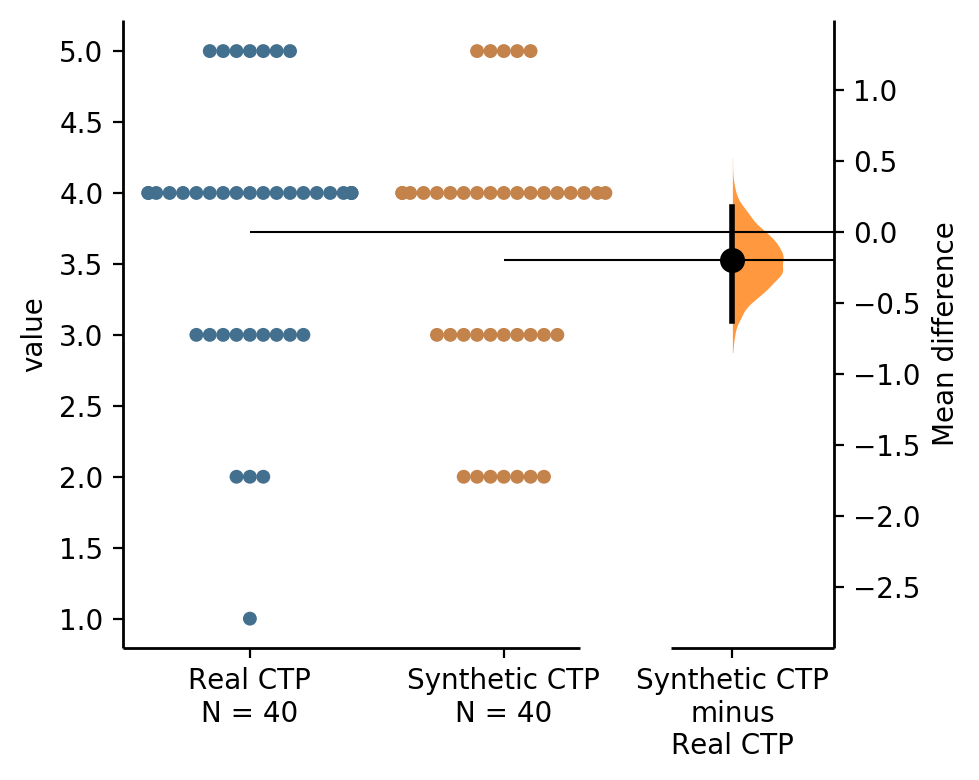 value
5.0
4.5
4.0
3.5
3.0
2.5
2.0
1.5
1.0
Real CTP
N = 40
Synthetic CTP
N = 40
Synthetic CTP
minus
Real CTP
1.0
0.5
0.0
−0.5
−1.0
−1.5
−2.0
−2.5
Mean difference